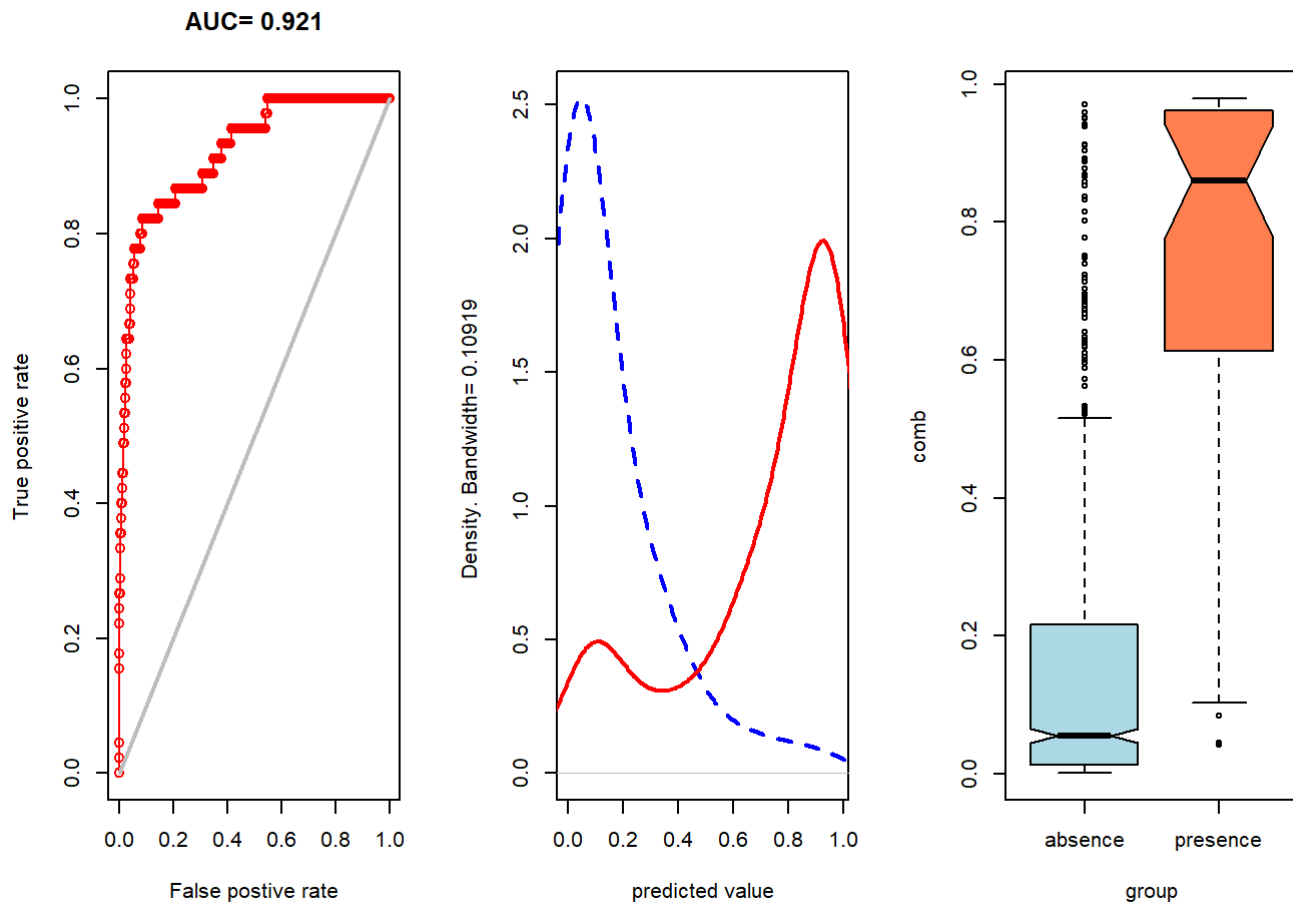 AUC= 0.921
True positive rate
0.0 0.2 0.4 0.6 0.8 1.0
0.0 0.2 0.4 0.6 0.8 1.0
False postive rate
Density. Bandwidth= 0.10919
0.0 0.5 1.0 1.5 2.0 2.5
0.0 0.2 0.4 0.6 0.8 1.0
predicted value
comb
0.0 0.2 0.4 0.6 0.8 1.0
absence presence
group